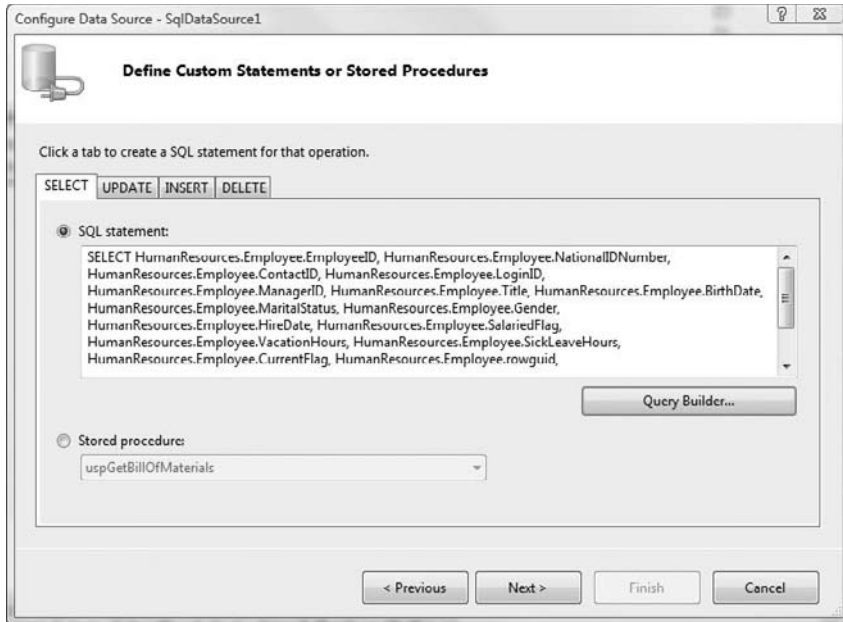 Configure Data Source - SqlDataSource1
Define Custom Statements or Stored Procedures
Click a tab to create a SQL statement for that operation.
SELECT UPDATE INSERT DELETE
SQL statement:
SELECT HumanResources.Employee.EmployeeID, HumanResources.Employee.NationalIDNumber,
HumanResources.Employee.ContactID, HumanResources.Employee.LoginID,
HumanResources.Employee.ManagerID, HumanResources.Employee.Title, HumanResources.Employee.BirthDate,
HumanResources.Employee.MaritalStatus, HumanResources.Employee.Gender,
HumanResources.Employee.HireDate, HumanResources.Employee.SalariedFlag,
HumanResources.Employee.VacationHours, HumanResources.Employee.SickLeaveHours,
HumanResources.Employee.CurrentFlag, HumanResources.Employee.rowguid,
Query Builder...
Stored procedure:
uspGetBillOfMaterials
< Previous Next > Finish Cancel